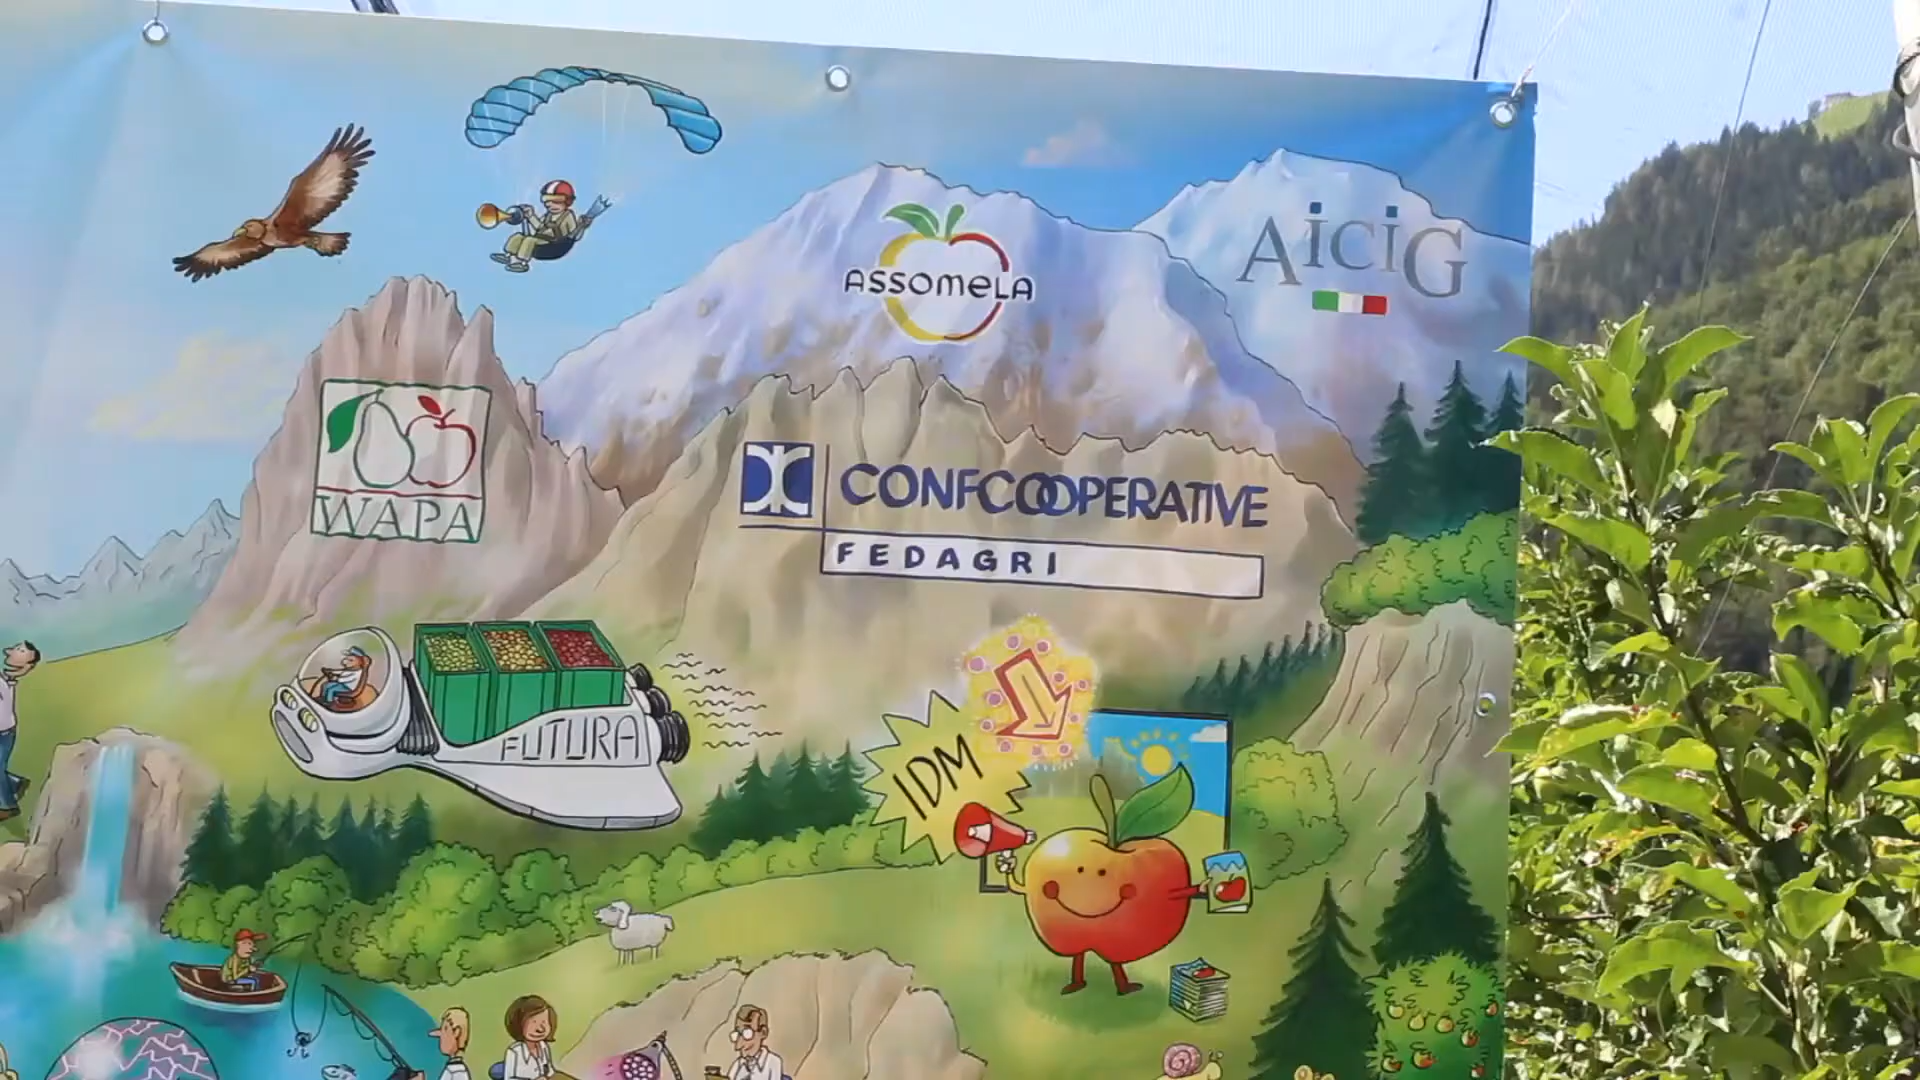 ASSOMELA
AiciG
WAPA
CONFCOOPERATIVE
FEDAGRI
FUTURA
IDM